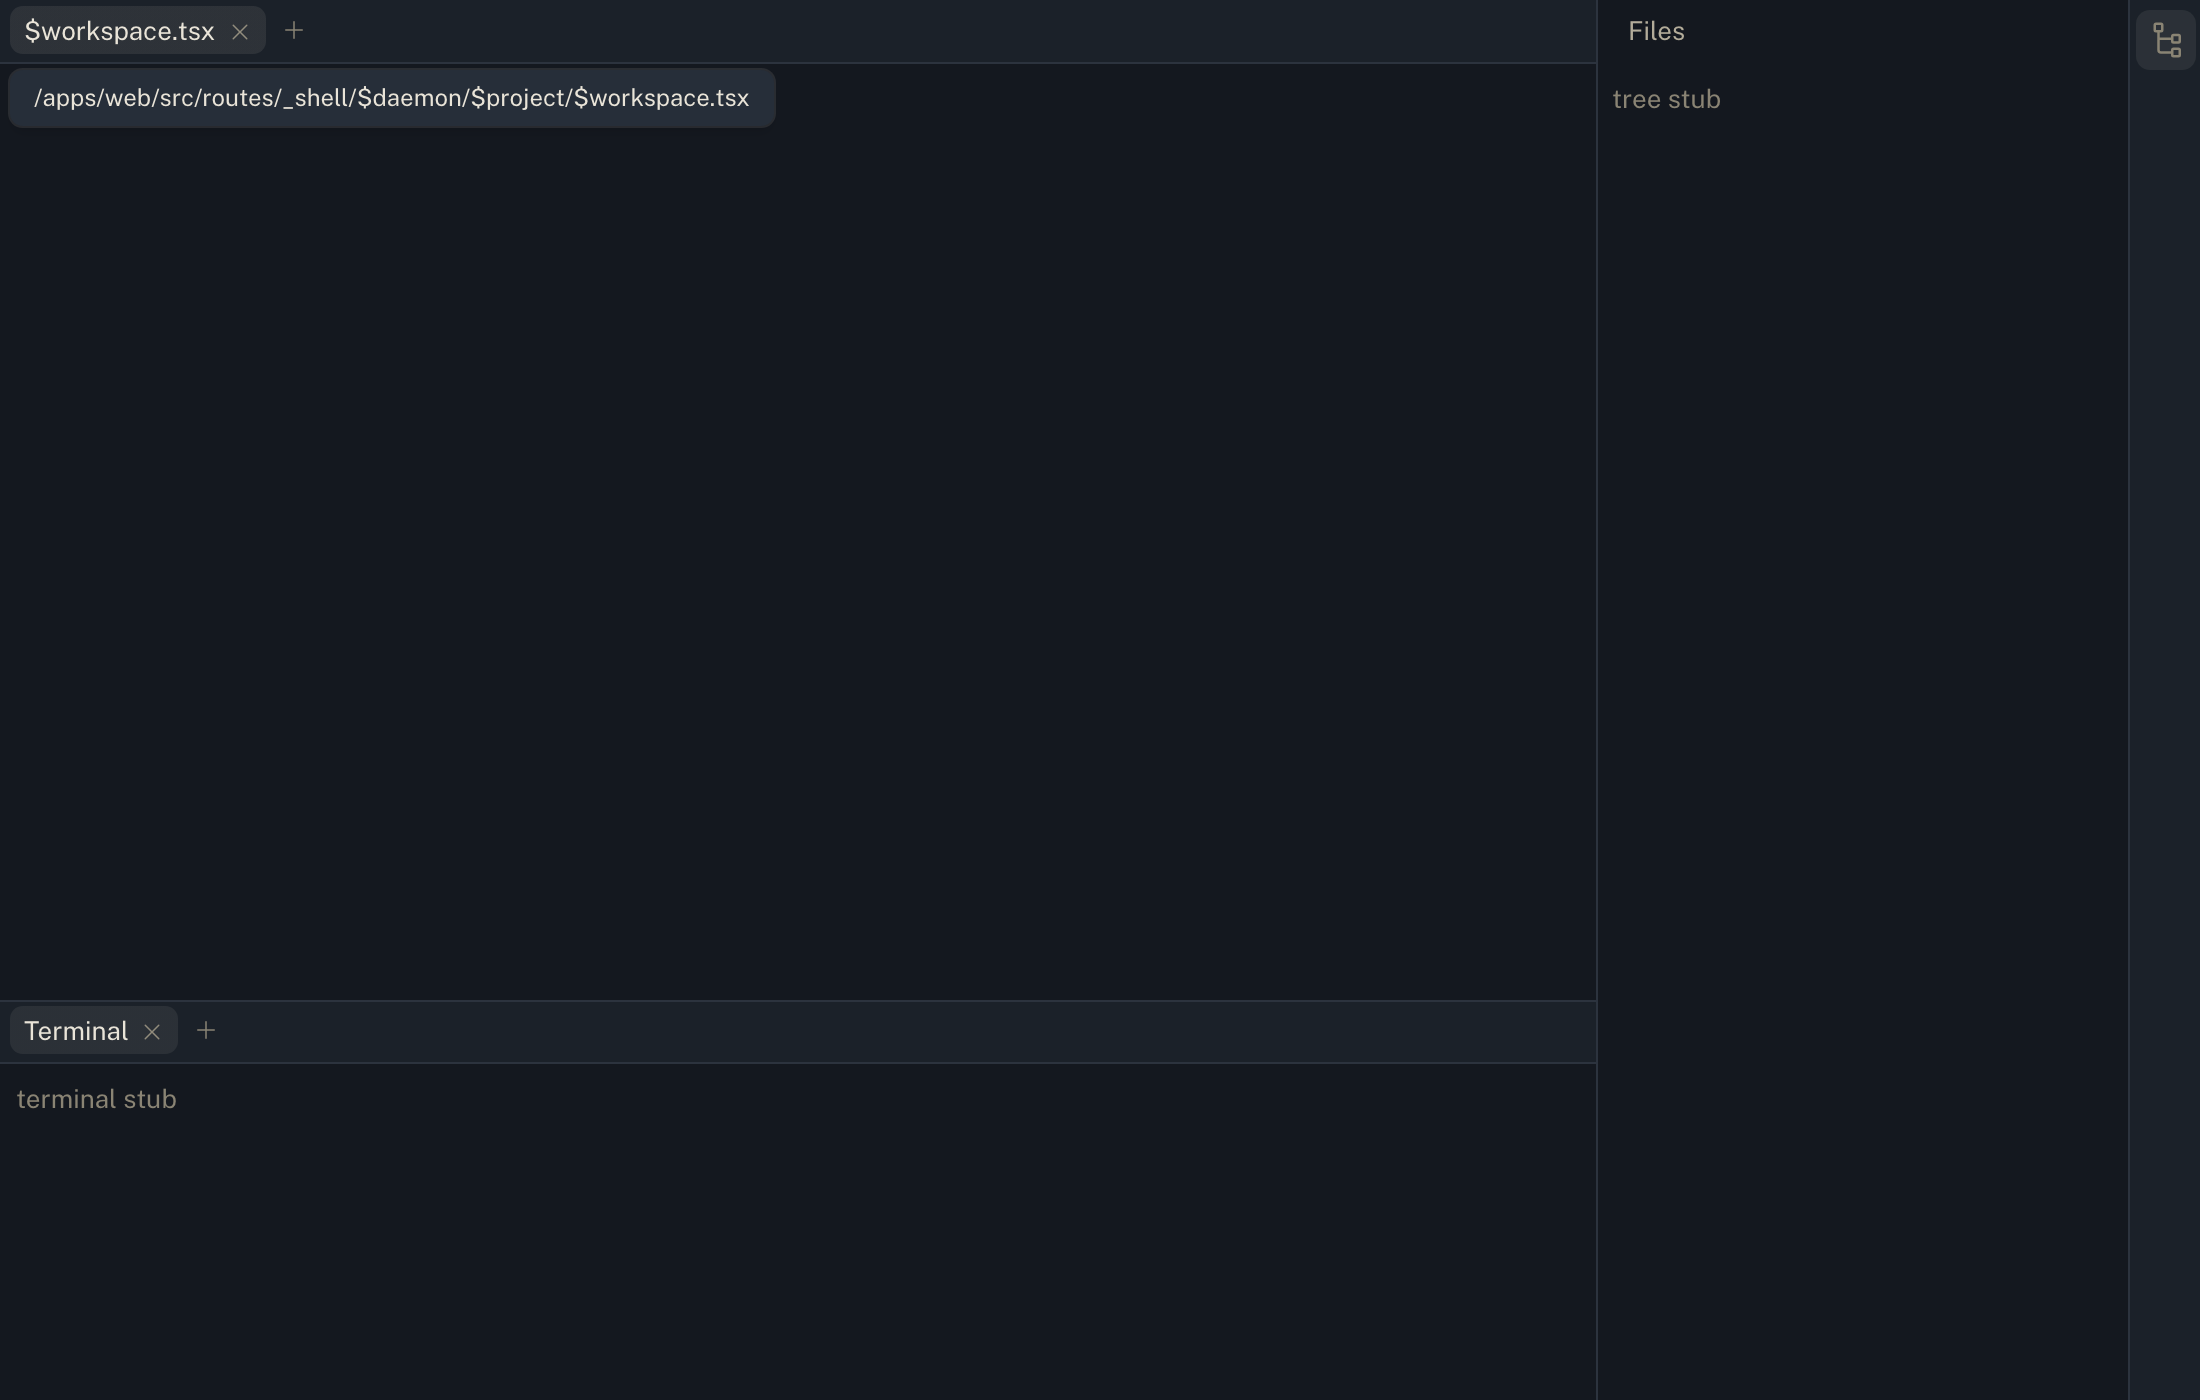 $workspace.tsx
/apps/web/src/routes/_shell/$daemon/$project/$workspace.tsx
Terminal
terminal stub
Files
tree stub